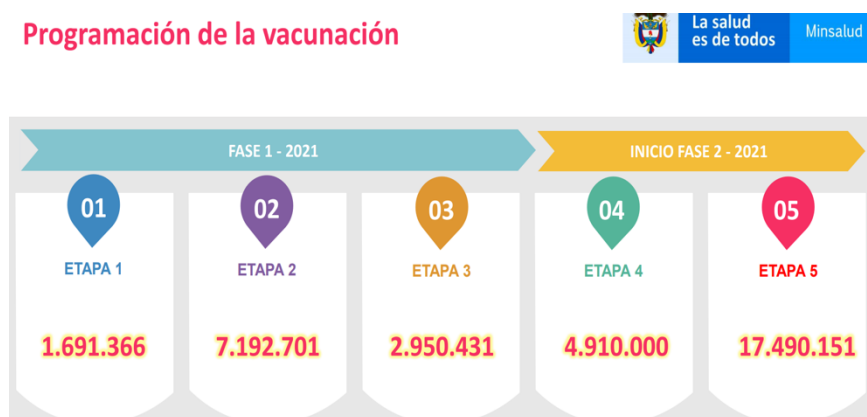 Programación de la vacunación
La salud
es de todos
Minsalud
FASE 1 - 2021
INICIO FASE 2 - 2021
01
02
03
04
05
ETAPA 1
ETAPA 2
ETAPA 3
ETAPA 4
ETAPA 5
1.691.366
7.192.701
2.950.431
4.910.000
17.490.151